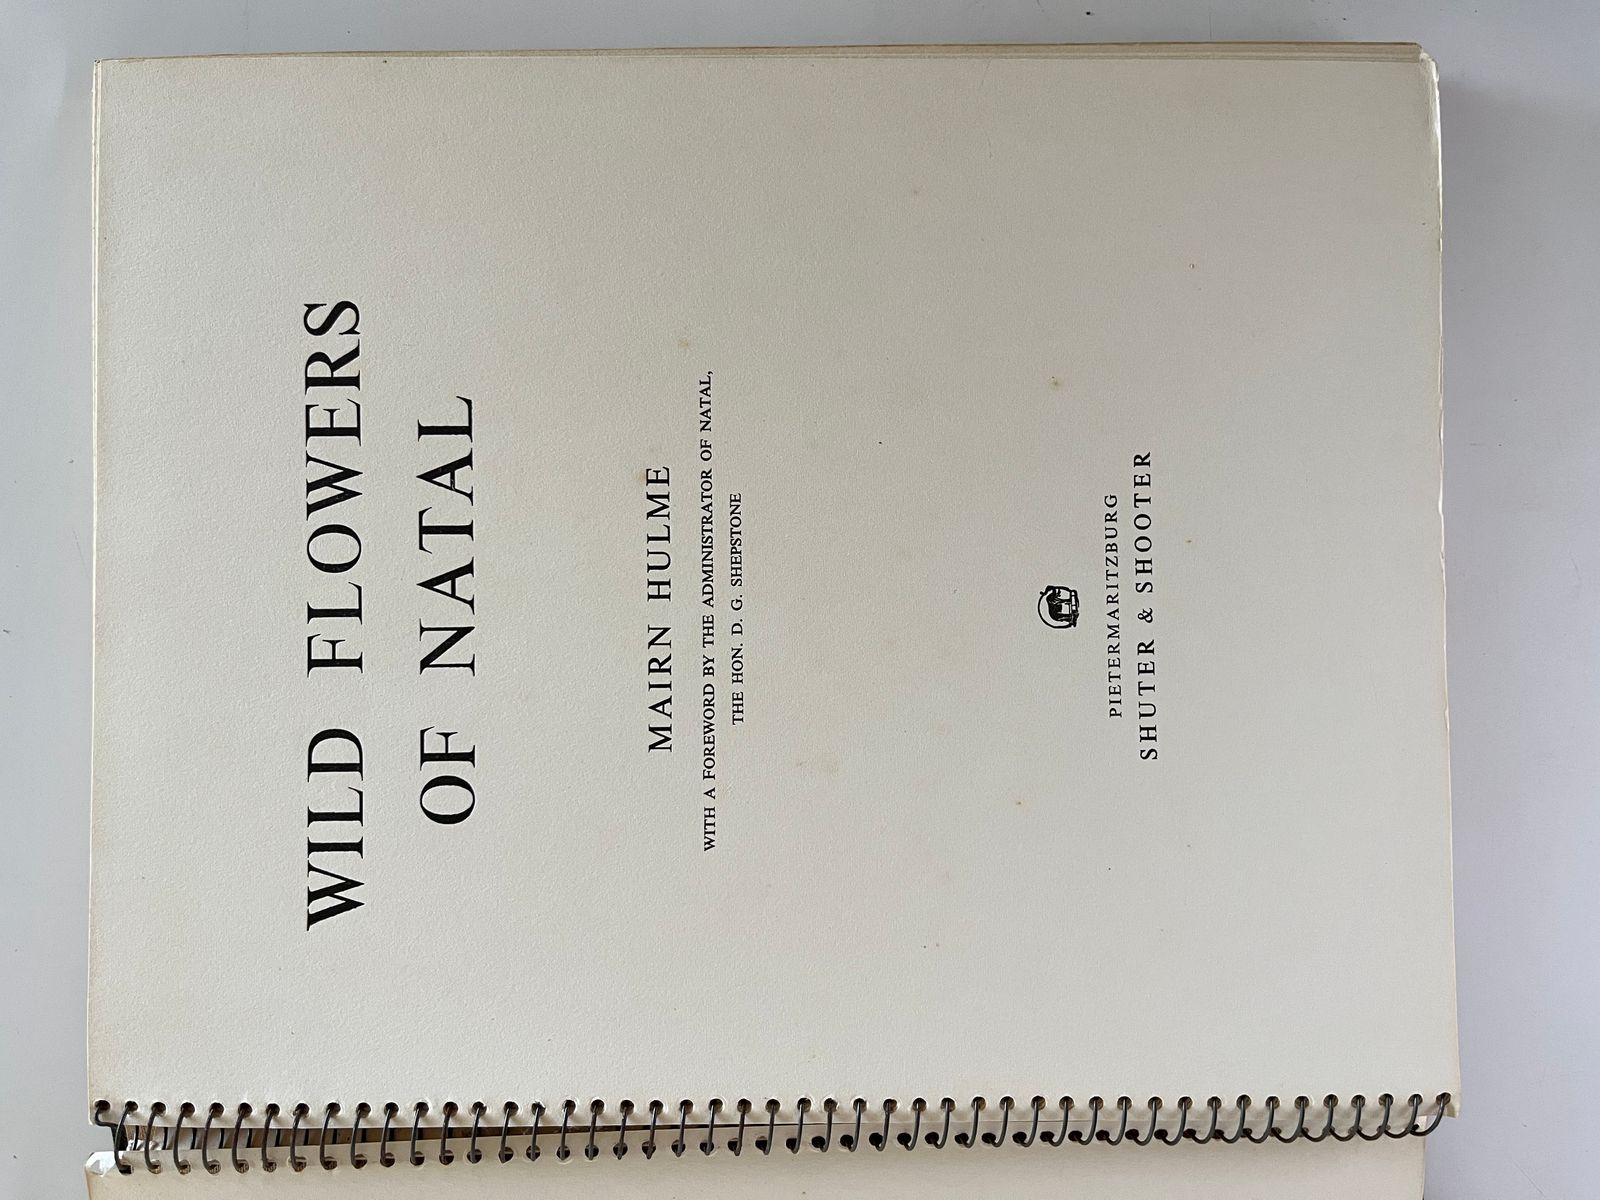 WILD FLOWERS
OF NATAL
MAIRN HULME
WITH A FOREWORD BY THE ADMINISTRATOR OF NATAL,
THE HON. D. G. SHEPSTONE
PIETERMARITZBURG
SHUTER & SHOOTER